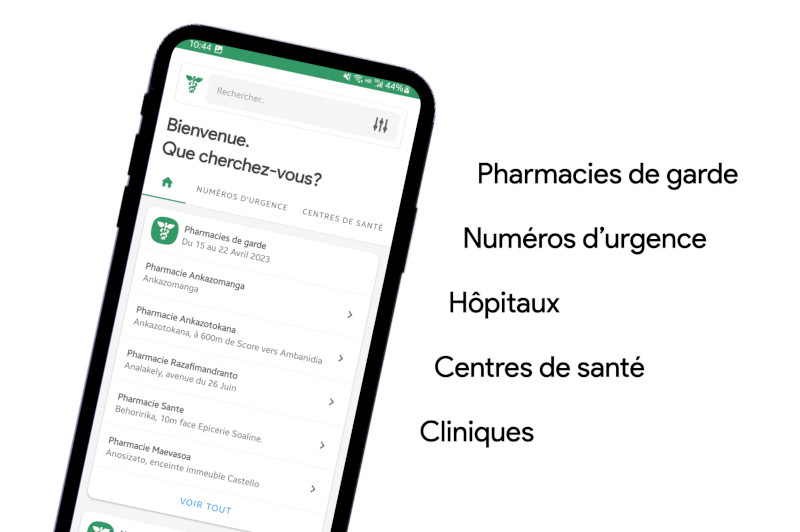 10:44
44%
Rechercher..
Bienvenue.
Que cherchez-vous?
NUMÉROS D'URGENCE
CENTRES DE SANTÉ
Pharmacies de garde
Du 15 au 22 Avril 2023
Pharmacie Ankazomanga
Ankazomanga
Pharmacie Ankazotokana
Ankazotokana, à 600m de Score vers Ambanidia
Pharmacie Razafimandranto
Analakely, avenue du 26 Juin
Pharmacie Sante
Behoririka, 10m face Epicerie Soaline.
Pharmacie Maevasoa
Anosizato, enceinte immeuble Castello
VOIR TOUT
Pharmacies de garde
Numéros d’urgence
Hôpitaux
Centres de santé
Cliniques